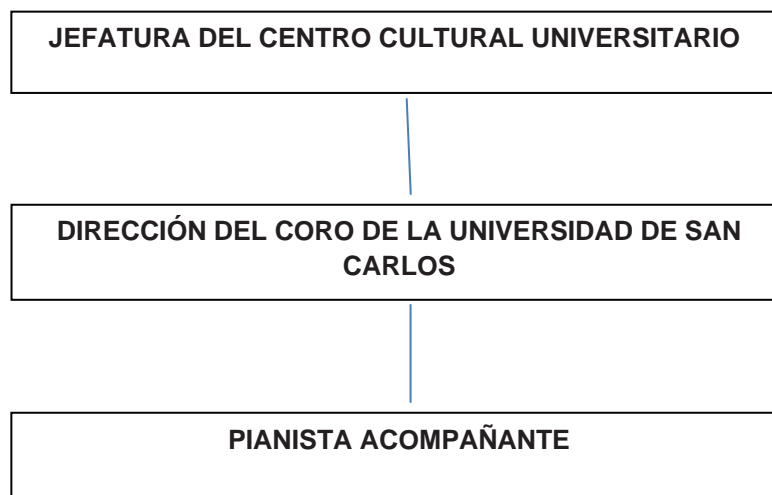 JEFATURA DEL CENTRO CULTURAL UNIVERSITARIO
DIRECCIÓN DEL CORO DE LA UNIVERSIDAD DE SAN
CARLOS
PIANISTA ACOMPAÑANTE